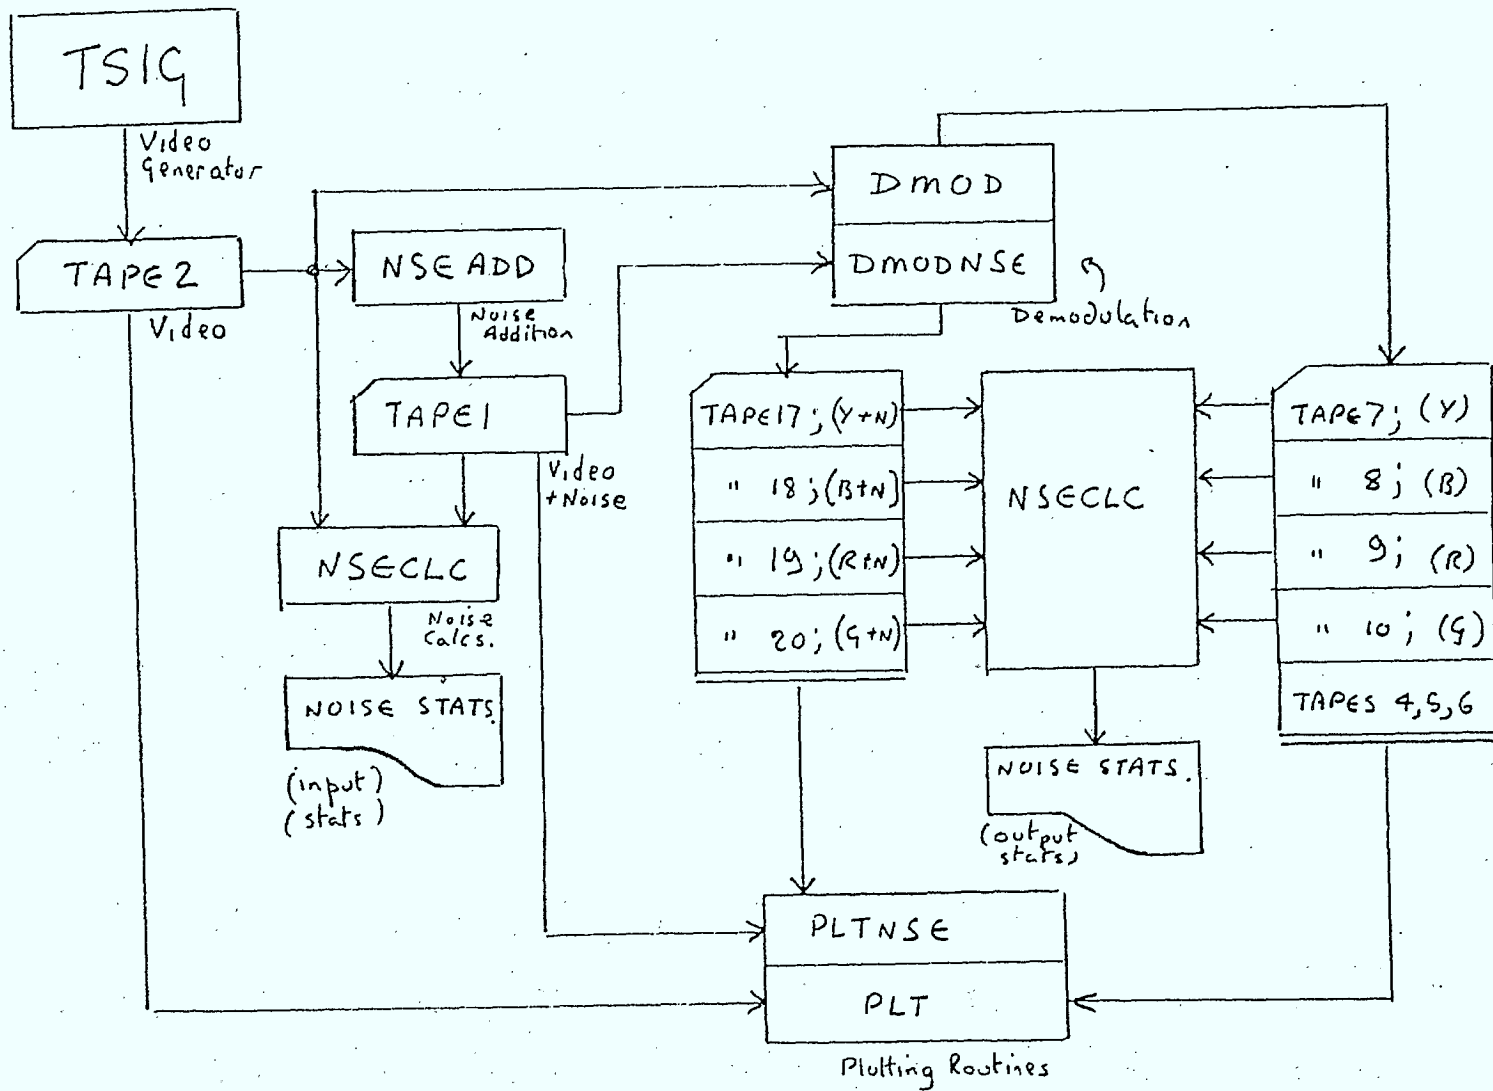 TSIG
Video
Generator
TAPE2
Video
NSEADD
Noise
Addition
TAPE1
Video
+Noise
NSECLC
Noise
Calcs.
NOISE STATS.
(input)
(stats)
DMOD
DMODNSE
Demodulation
TAPE17; (Y+N)
" 18; (B+N)
" 19; (R+N)
" 20; (G+N)
NSECLC
NOISE STATS.
(output
stats)
TAPE7; (Y)
" 8; (B)
" 9; (R)
" 10; (G)
TAPES 4,5,6
PLTNSE
PLT
Plutting Routines